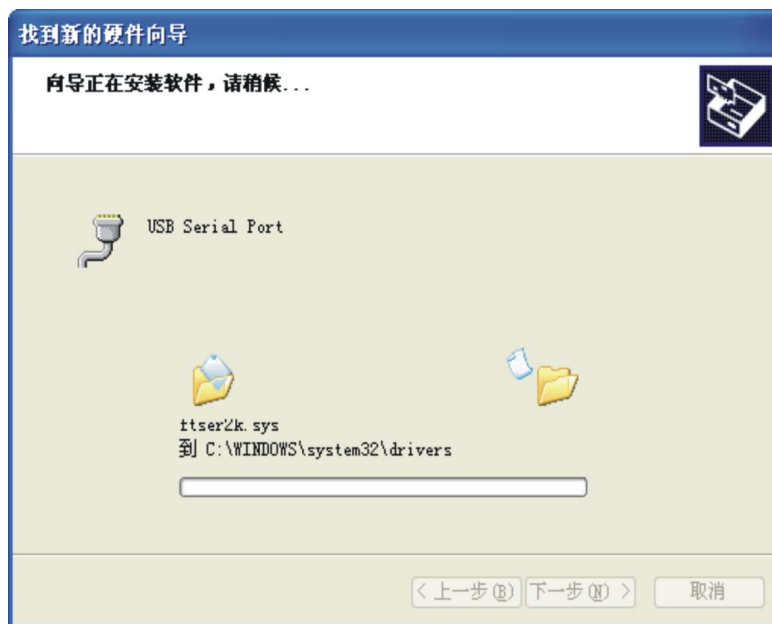 找到新的硬件向导
向导正在安装软件，请稍候...
USB Serial Port
ttser2k.sys
到 C:\WINDOWS\system32\drivers
< 上一步(B)
下一步(N) >
取消